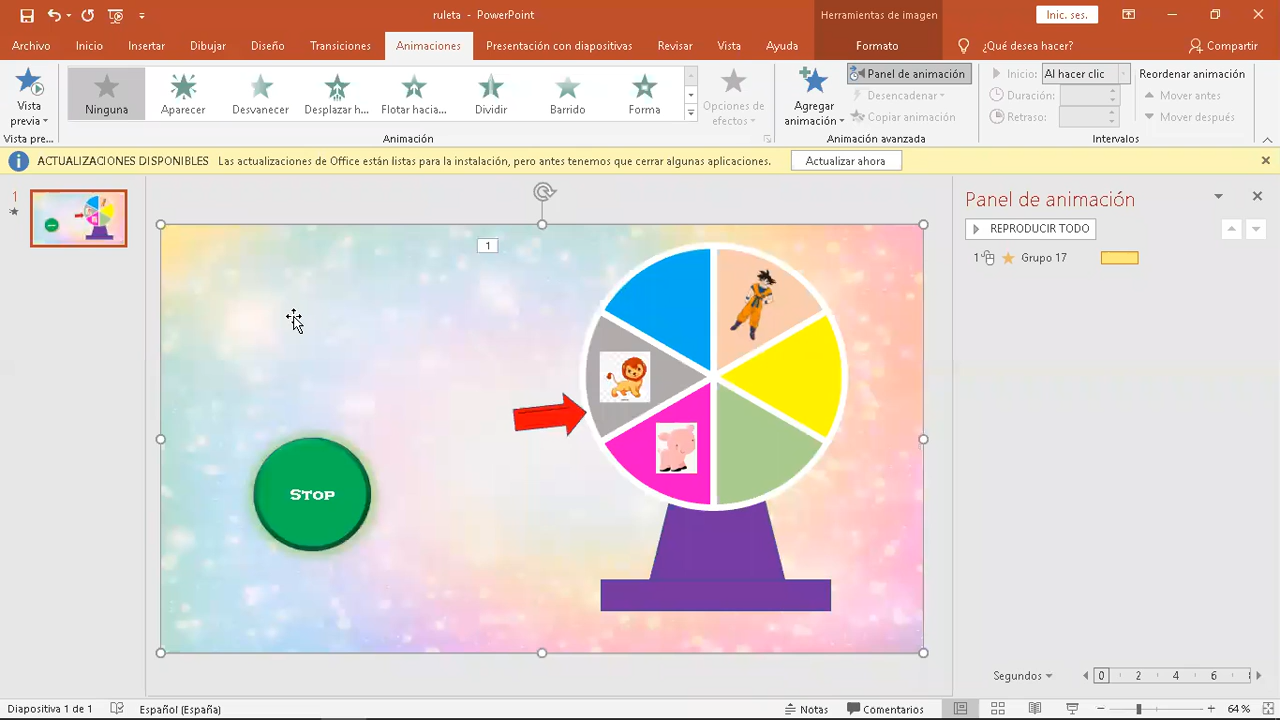 ruleta - PowerPoint
Herramientas de imagen
Inic. ses.
Archivo
Inicio
Insertar
Dibujar
Diseño
Transiciones
Animaciones
Presentación con diapositivas
Revisar
Vista
Ayuda
Formato
¿Qué desea hacer?
Compartir
Vista previa
Ninguna
Aparecer
Desvanecer
Desplazar h...
Flotar hacia...
Dividir
Barrido
Forma
Opciones de efectos
Agregar animación
Panel de animación
Desencadenar
Copiar animación
Inicio: Al hacer clic
Duración:
Retraso:
Reordenar animación
Mover antes
Mover después
Vista pre...
Animación
Animación avanzada
Intervalos
ACTUALIZACIONES DISPONIBLES Las actualizaciones de Office están listas para la instalación, pero antes tenemos que cerrar algunas aplicaciones.
Actualizar ahora
1
1
STOP
Panel de animación
REPRODUCIR TODO
1 Grupo 17
Segundos
0 2 4 6
Diapositiva 1 de 1
Español (España)
Notas
Comentarios
64 %